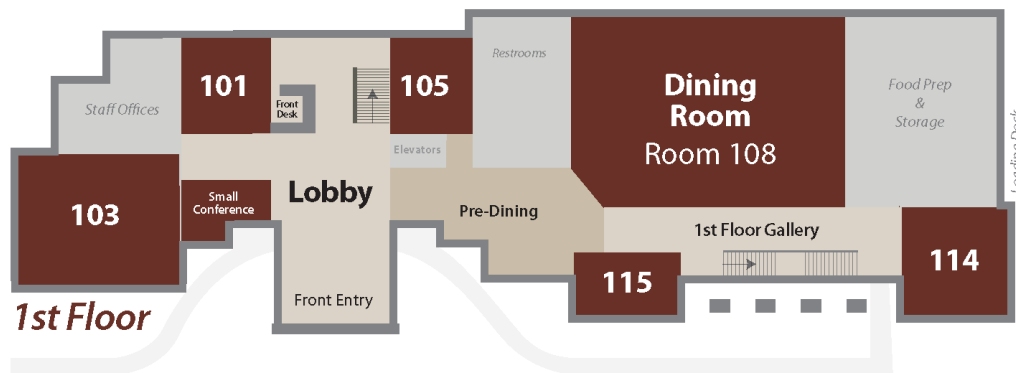 Staff Offices
101
Front
Desk
105
Restrooms
Dining
Room
Room 108
Food Prep
&
Storage
Loading Dock
Elevators
103
Small
Conference
Lobby
Pre-Dining
1st Floor Gallery
114
115
Front Entry
1st Floor